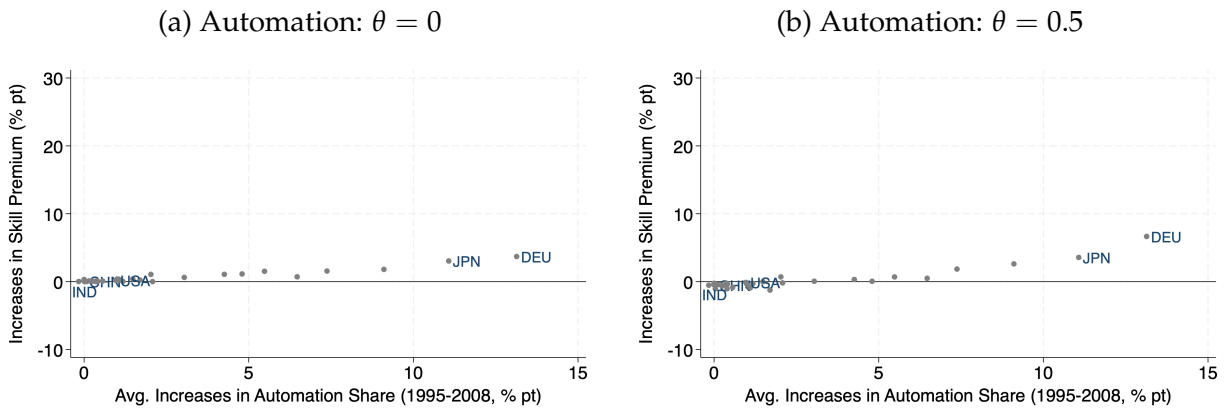 (a) Automation: θ = 0
Increases in Skill Premium (% pt)
30
20
10
0
-10
IND
CHN
USA
JPN
DEU
0
5
10
15
Avg. Increases in Automation Share (1995-2008, % pt)
(b) Automation: θ = 0.5
Increases in Skill Premium (% pt)
30
20
10
0
-10
IND
CHN
USA
JPN
DEU
0
5
10
15
Avg. Increases in Automation Share (1995-2008, % pt)